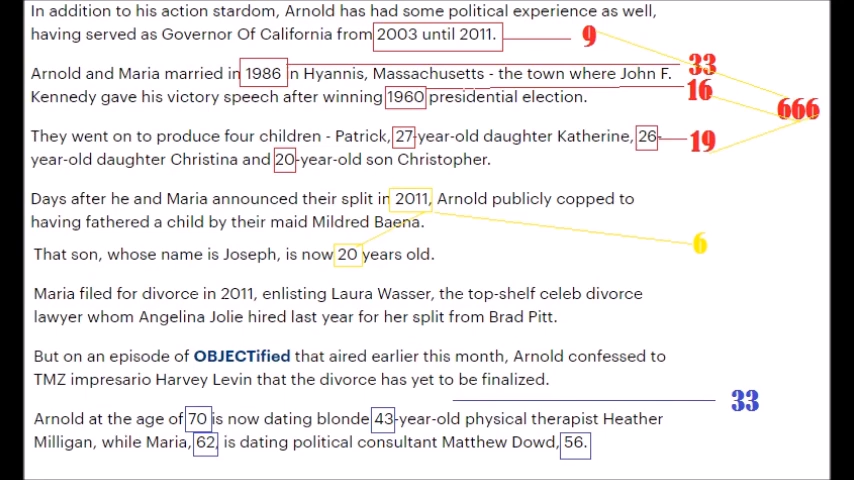 In addition to his action stardom, Arnold has had some political experience as well,
having served as Governor Of California from 2003 until 2011. 9
Arnold and Maria married in 1986 in Hyannis, Massachusetts - the town where John F. 33
Kennedy gave his victory speech after winning 1960 presidential election. 16
666
They went on to produce four children - Patrick, 27-year-old daughter Katherine, 26- 19
year-old daughter Christina and 20-year-old son Christopher.
Days after he and Maria announced their split in 2011, Arnold publicly copped to
having fathered a child by their maid Mildred Baena.
6
That son, whose name is Joseph, is now 20 years old.
Maria filed for divorce in 2011, enlisting Laura Wasser, the top-shelf celeb divorce
lawyer whom Angelina Jolie hired last year for her split from Brad Pitt.
But on an episode of OBJECTified that aired earlier this month, Arnold confessed to
TMZ impresario Harvey Levin that the divorce has yet to be finalized.
33
Arnold at the age of 70 is now dating blonde 43-year-old physical therapist Heather
Milligan, while Maria, 62, is dating political consultant Matthew Dowd, 56.